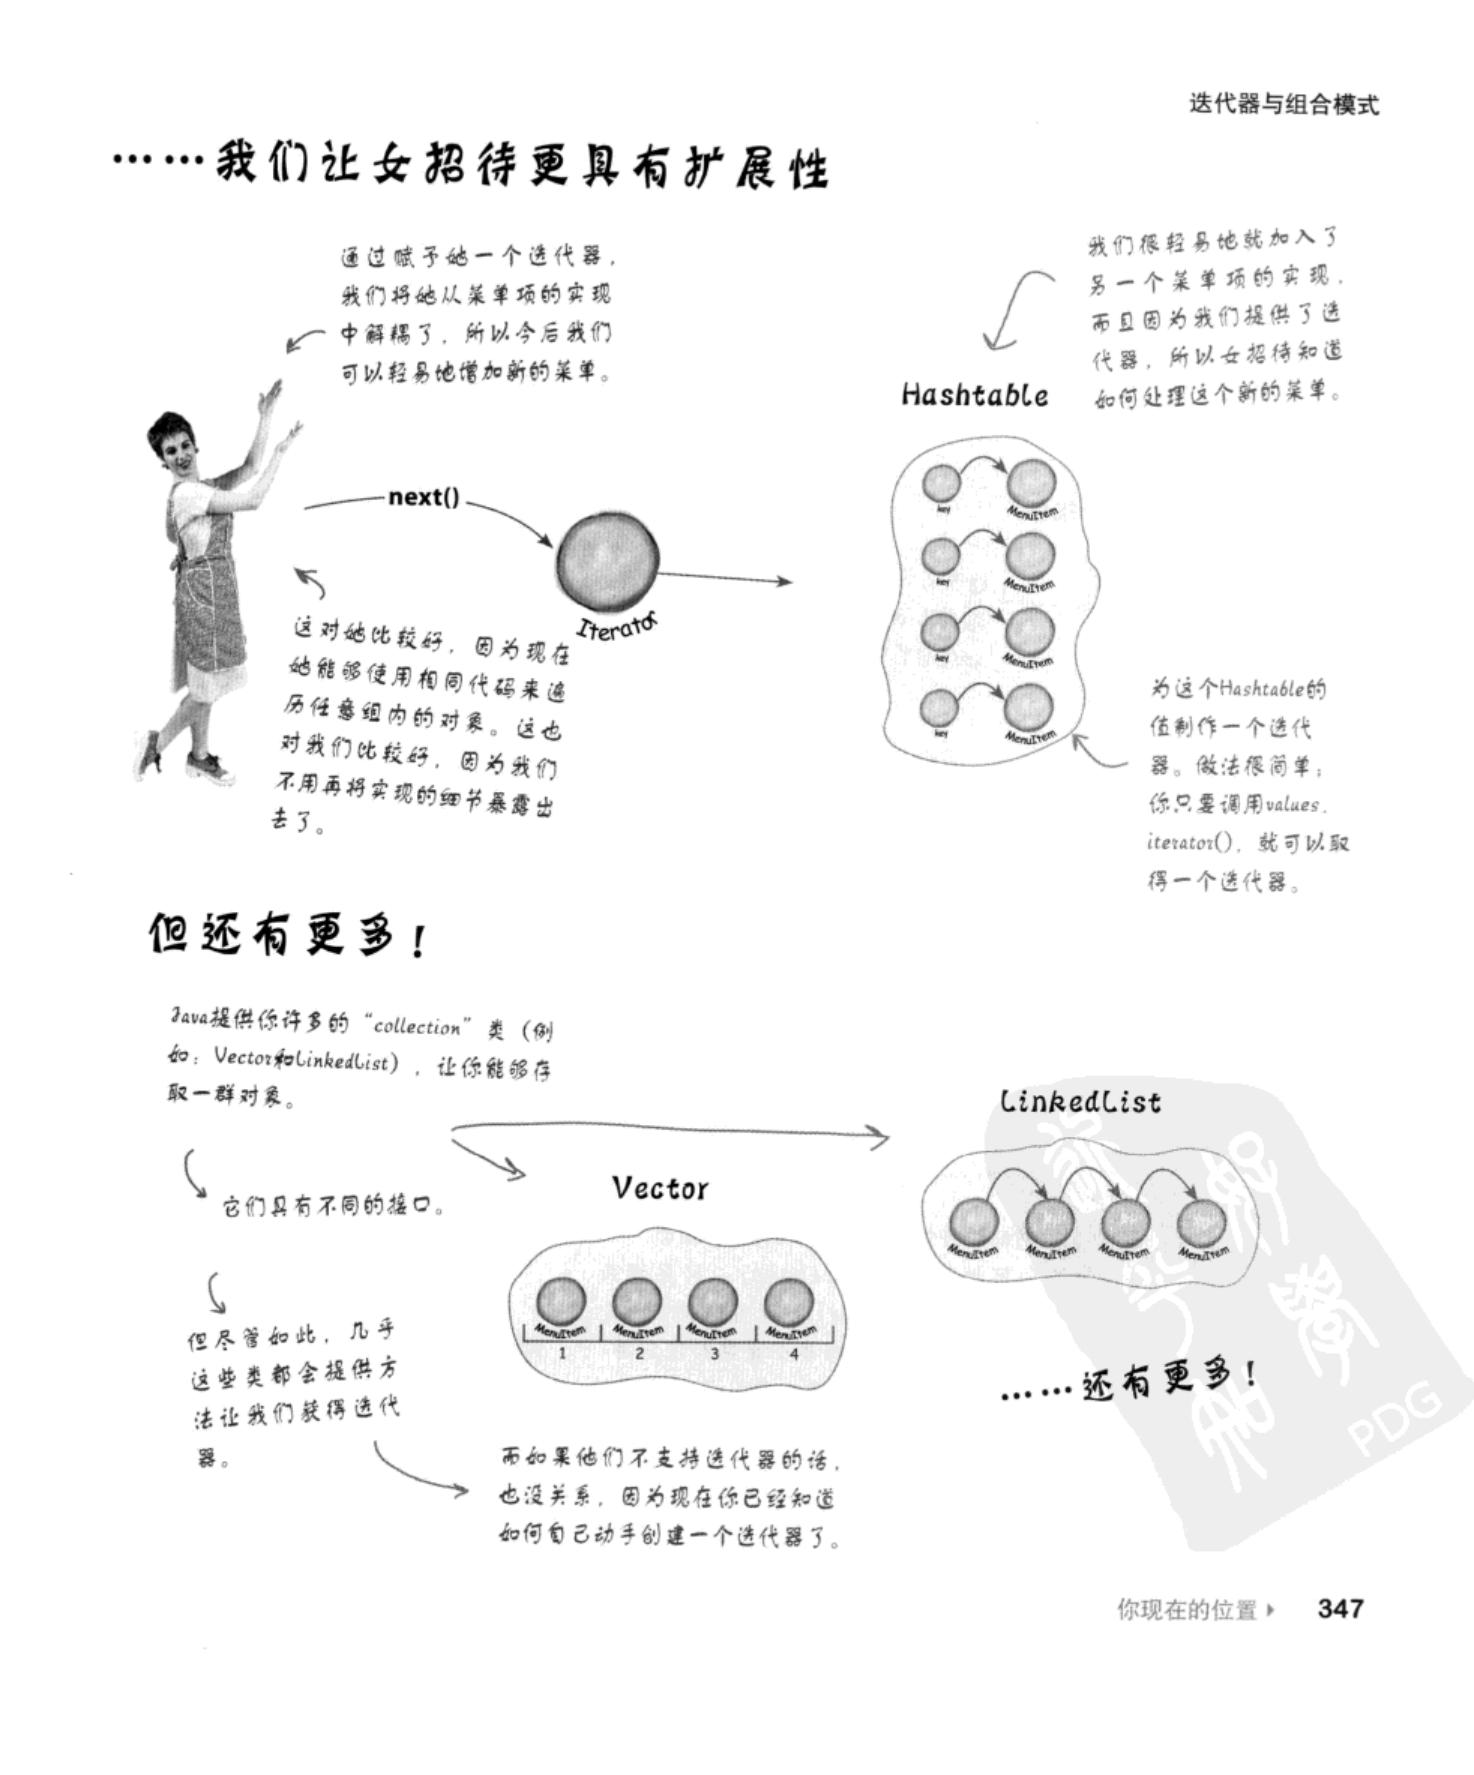 迭代器与组合模式
……我们让女招待更具有扩展性
通过赋予她一个迭代器，
我们将她从菜单项的实现
中解耦了，所以今后我们
可以轻易地增加新的菜单。
我们很轻易地就加入了
另一个菜单项的实现，
而且因为我们提供了迭
代器，所以女招待知道
如何处理这个新的菜单。
Hashtable
next()
Iterator
key MenuItem
key MenuItem
key MenuItem
key MenuItem
这对她比较好，因为现在
她能够使用相同代码来遍
历任意组内的对象。这也
对我们比较好，因为我们
不用再将实现的细节暴露出
去了。
为这个Hashtable的
值制作一个迭代
器。做法很简单；
你只要调用values.
iterator()，就可以取
得一个迭代器。
但还有更多！
Java提供你许多的“collection”类（例
如：Vector和LinkedList），让你能够存
取一群对象。
它们具有不同的接口。
但尽管如此，几乎
这些类都会提供方
法让我们获得迭代
器。
Vector
MenuItem MenuItem MenuItem MenuItem
1 2 3 4
LinkedList
MenuItem MenuItem MenuItem MenuItem
……还有更多！
而如果他们不支持迭代器的话，
也没关系，因为现在你已经知道
如何自己动手创建一个迭代器了。
PDG
你现在的位置 347